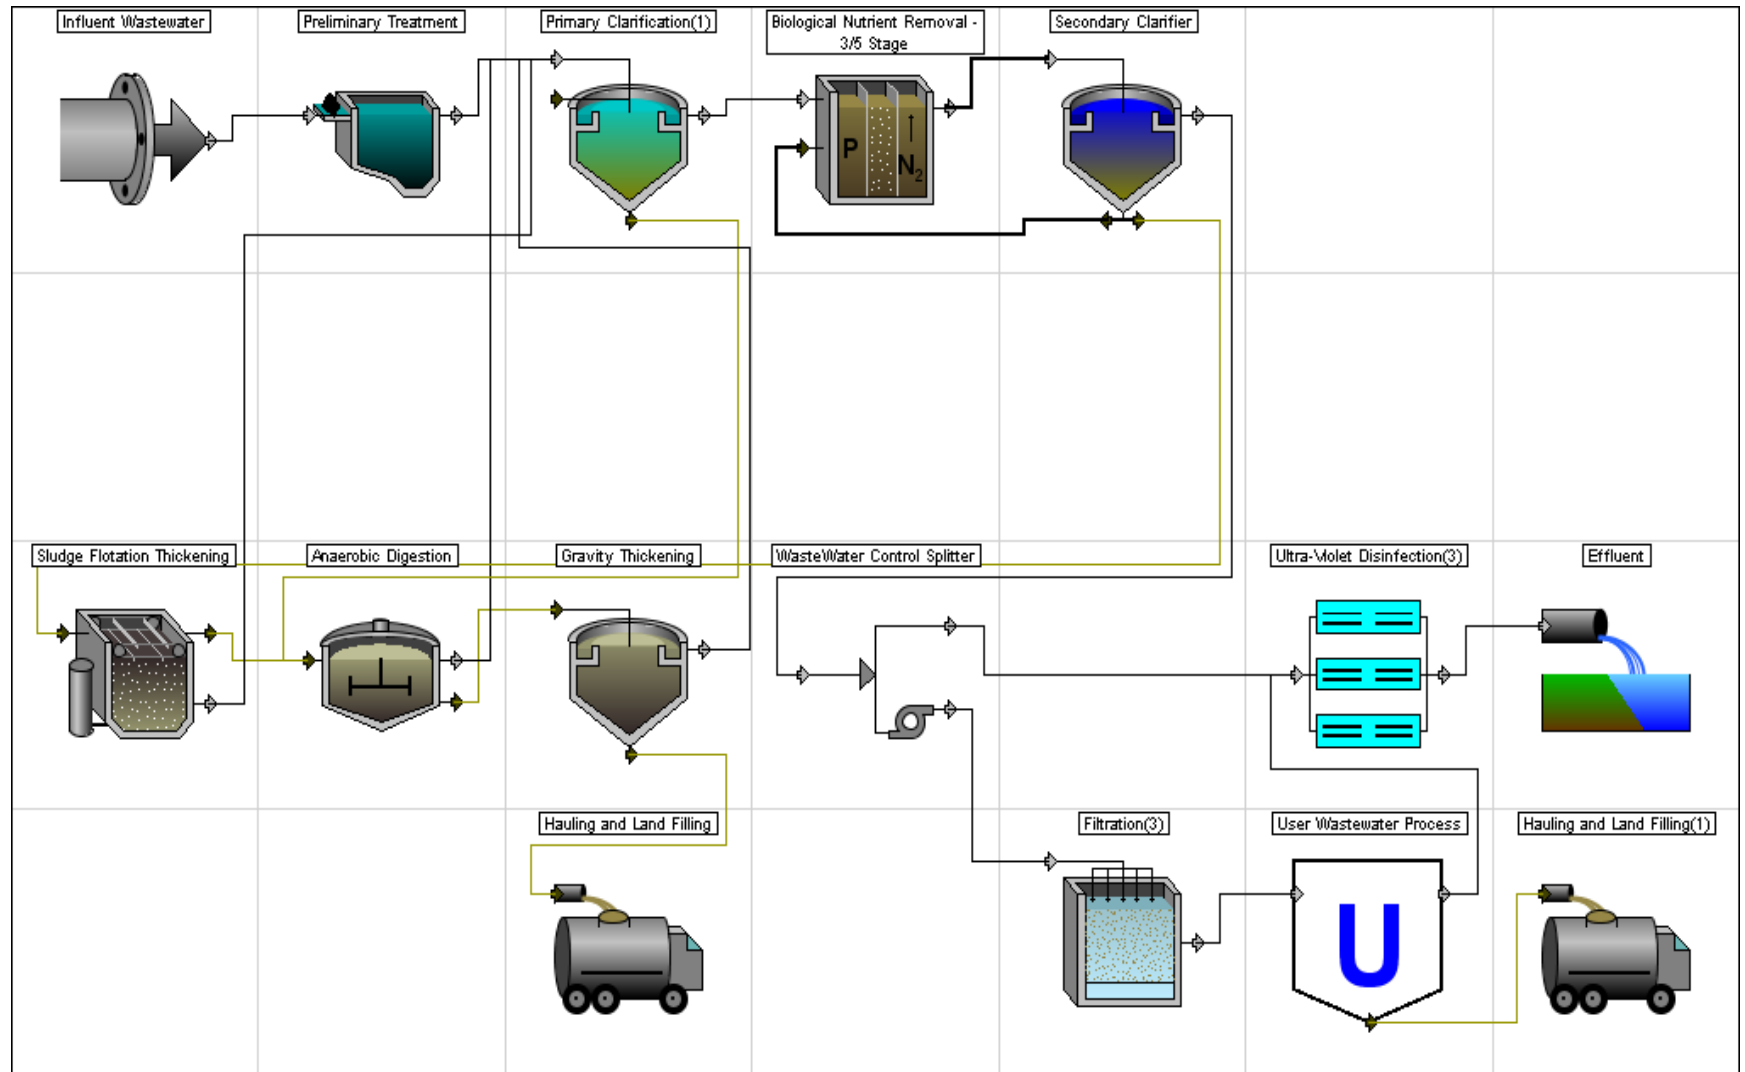 Influent Wastewater
Preliminary Treatment
Primary Clarification(1)
Biological Nutrient Removal -
3/5 Stage
Secondary Clarifier
P
N2
Sludge Flotation Thickening
Anaerobic Digestion
Gravity Thickening
WasteWater Control Splitter
Ultra-Violet Disinfection(3)
Effluent
Hauling and Land Filling
Filtration(3)
User Wastewater Process
Hauling and Land Filling(1)
U